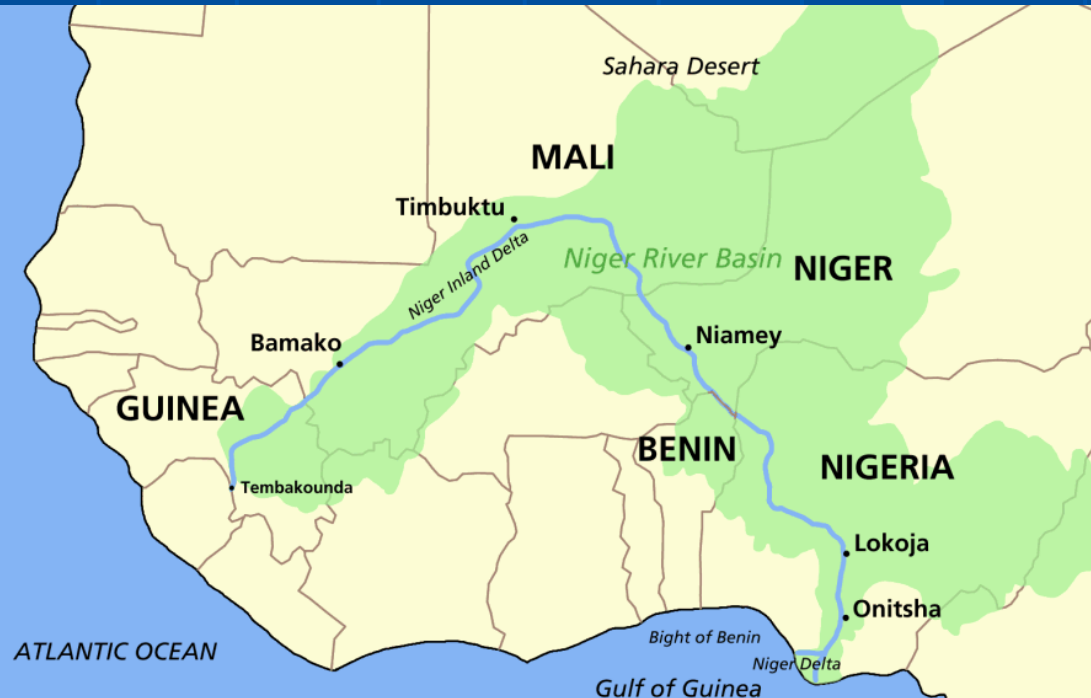 Sahara Desert
MALI
Timbuktu
Niger Inland Delta
Niger River Basin
NIGER
Bamako
Niamey
GUINEA
BENIN
NIGERIA
Tembakounda
Lokoja
Onitsha
Bight of Benin
ATLANTIC OCEAN
Niger Delta
Gulf of Guinea